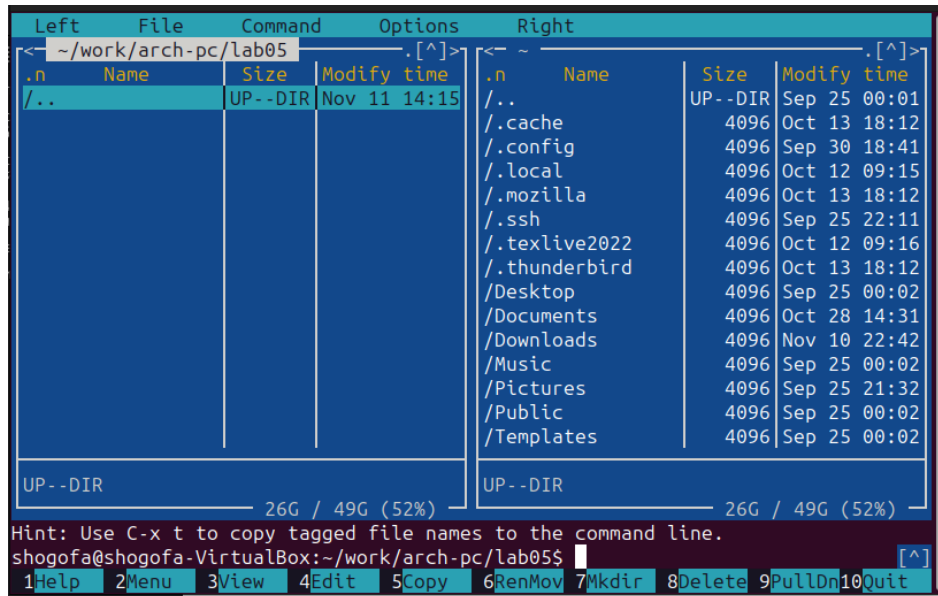 Left File Command Options Right
<─ ~/work/arch-pc/lab05 ─.[^]>┐ ┌<─ ~ ─.[^]>┐
.n Name Size Modify time .n Name Size Modify time
/.. UP--DIR Nov 11 14:15 /.. UP--DIR Sep 25 00:01
/.cache 4096 Oct 13 18:12
/.config 4096 Sep 30 18:41
/.local 4096 Oct 12 09:15
/.mozilla 4096 Oct 13 18:12
/.ssh 4096 Sep 25 22:11
/.texlive2022 4096 Oct 12 09:16
/.thunderbird 4096 Oct 13 18:12
/Desktop 4096 Sep 25 00:02
/Documents 4096 Oct 28 14:31
/Downloads 4096 Nov 10 22:42
/Music 4096 Sep 25 00:02
/Pictures 4096 Sep 25 21:32
/Public 4096 Sep 25 00:02
/Templates 4096 Sep 25 00:02
UP--DIR UP--DIR
26G / 49G (52%) 26G / 49G (52%)
Hint: Use C-x t to copy tagged file names to the command line.
shogofa@shogofa-VirtualBox:~/work/arch-pc/lab05$ [^]
1Help 2Menu 3View 4Edit 5Copy 6RenMov 7Mkdir 8Delete 9PullDn 10Quit